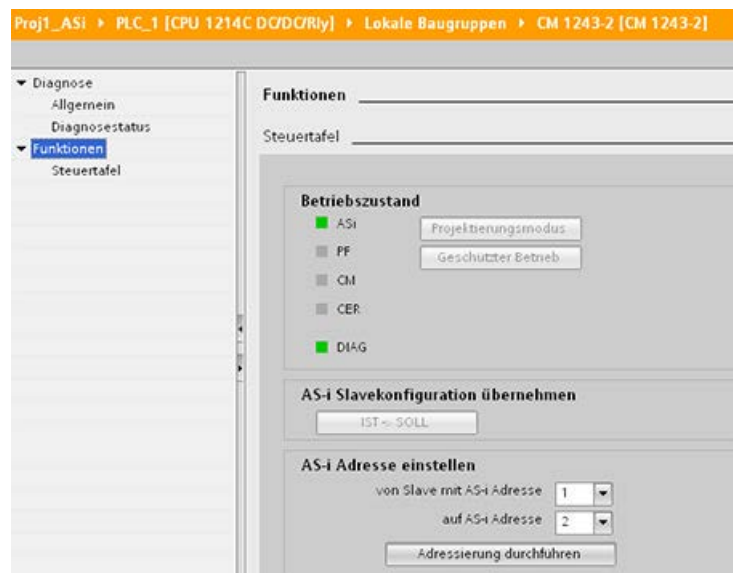 Proj1_ASi ▸ PLC_1 [CPU 1214C DC/DC/Rly] ▸ Lokale Baugruppen ▸ CM 1243-2 [CM 1243-2]
Diagnose
Allgemein
Diagnosestatus
Funktionen
Steuertafel
Funktionen
Steuertafel
Betriebszustand
ASi
Projektierungsmodus
PF
Geschützter Betrieb
CM
CER
DIAG
AS-i Slavekonfiguration übernehmen
IST -> SOLL
AS-i Adresse einstellen
von Slave mit AS-i Adresse 1
auf AS-i Adresse 2
Adressierung durchführen